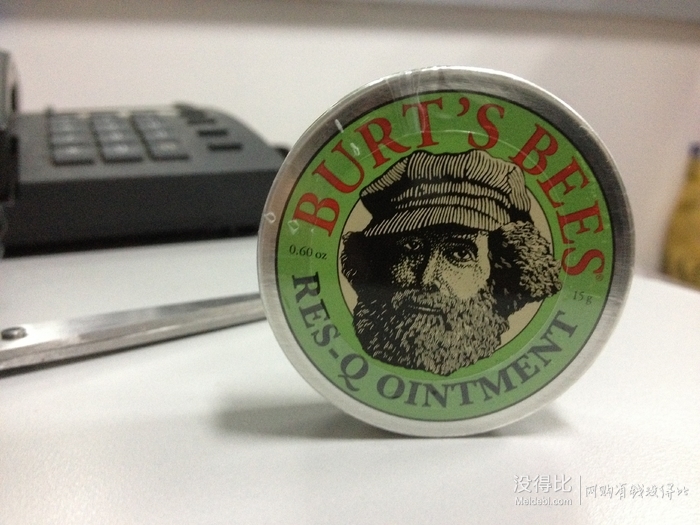 BURT'S BEES®
0.60 oz
15 g
RES-Q OINTMENT
没得比
Meidebi.com
网购有我没得比